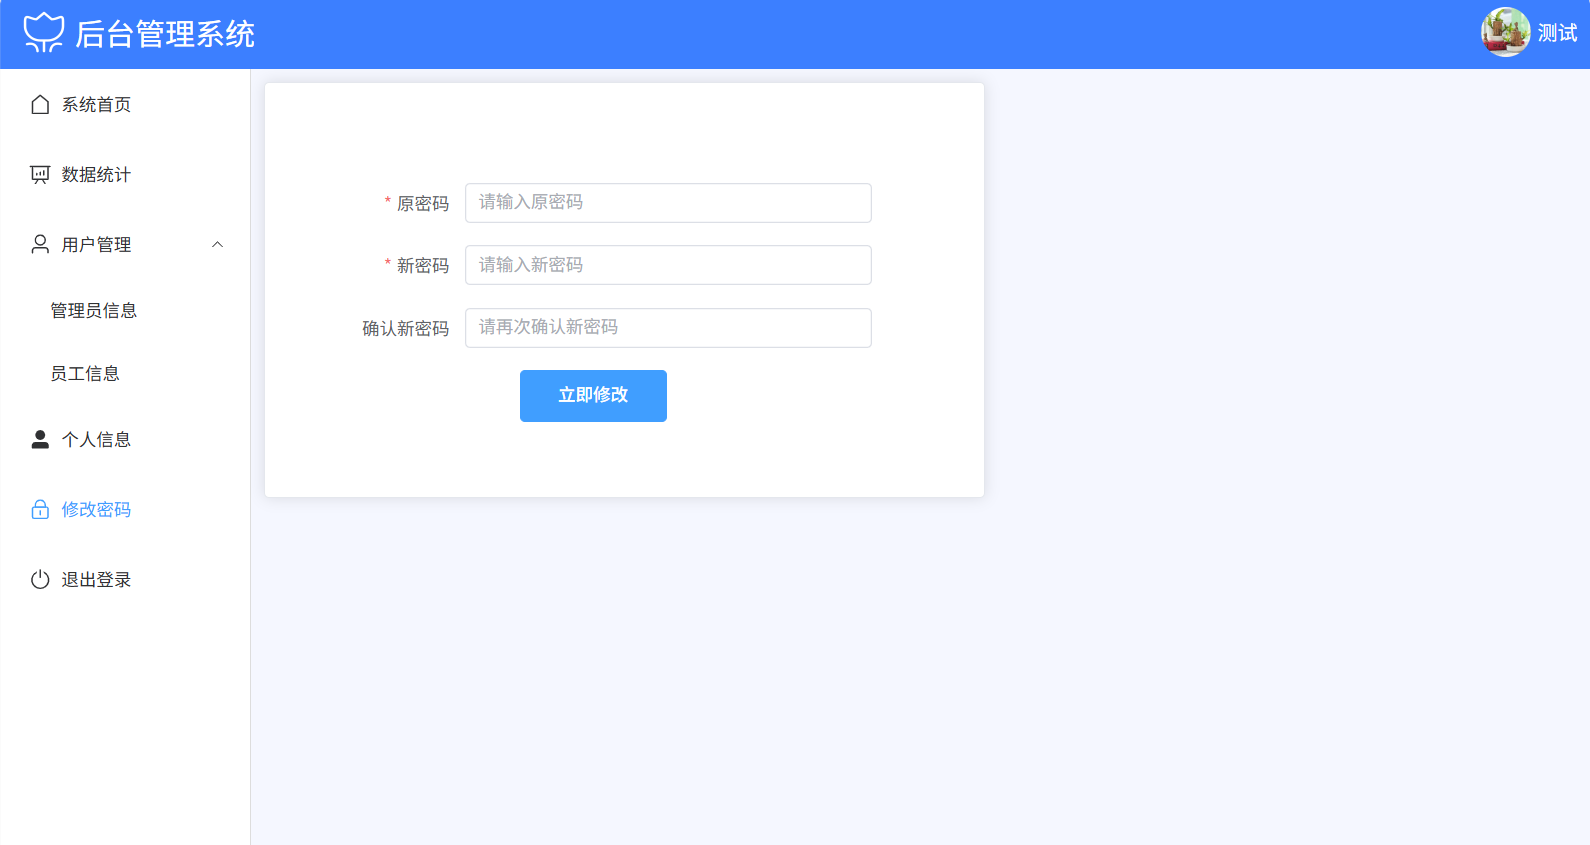 后台管理系统
测试
系统首页
数据统计
用户管理
管理员信息
员工信息
个人信息
修改密码
退出登录
* 原密码 请输入原密码
* 新密码 请输入新密码
确认新密码 请再次确认新密码
立即修改